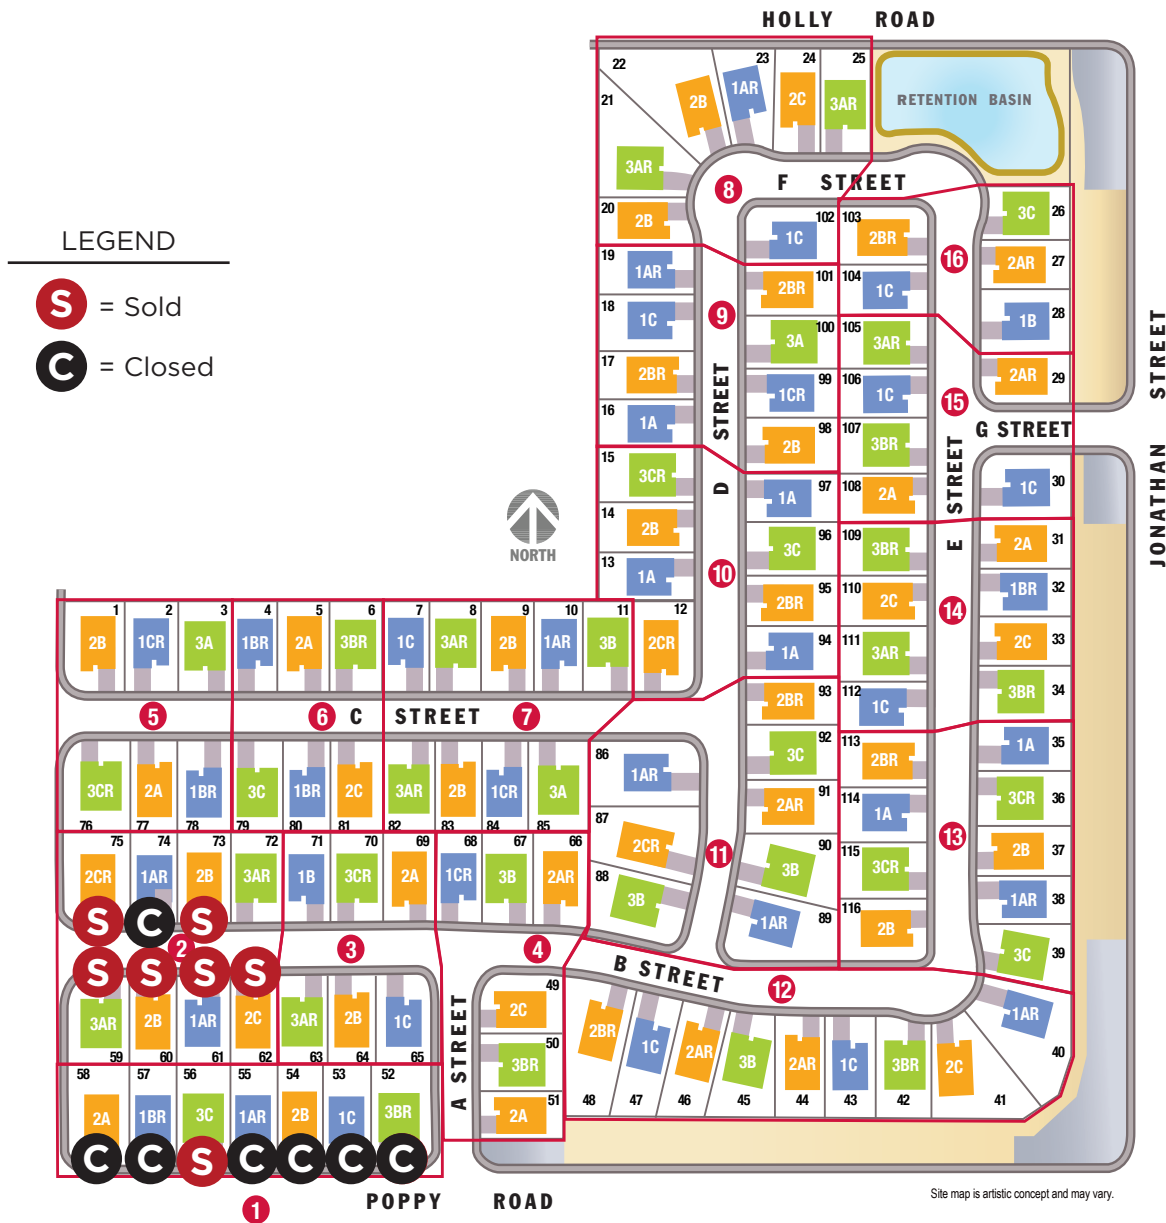 HOLLY ROAD
22 23 24 25
21
2B 1AR 2C 3AR
RETENTION BASIN
3AR
8 F STREET
20 2B
102 1C 103 2BR
3C 26
LEGEND
S = Sold
C = Closed
19 1AR
101 2BR 104 1C
16
2AR 27
18 1C
9
100 3A 105 3AR
1B 28
17 2BR
99 1CR 106 1C
2AR 29
15
16 1A
98 2B 107 3BR
G STREET
D STREET
E STREET
JONATHAN STREET
15 3CR
97 1A 108 2A
1C 30
14 2B
96 3C 109 3BR
2A 31
NORTH
13 1A
10
95 2BR 110 2C
14
1BR 32
1 2 3 4 5 6 7 8 9 10 11 12
2B 1CR 3A 1BR 2A 3BR 1C 3AR 2B 1AR 3B 2CR
94 1A 111 3AR
2C 33
93 2BR 112 1C
3BR 34
5 6 C STREET 7
92 3C 113 2BR
1A 35
86 1AR
3CR 2A 1BR 3C 1BR 2C 3AR 2B 1CR 3A
76 77 78 79 80 81 82 83 84 85
91 2AR 114 1A
3CR 36
87 2CR
11
90 3B 115 3CR
13
2B 37
75 74 73 72 71 70 69 68 67 66
2CR 1AR 2B 3AR 1B 3CR 2A 1CR 3B 2AR
88 3B
89 1AR 116 2B
1AR 38
S C S
2 3 4
3C 39
S S S S
B STREET
12
3AR 2B 1AR 2C 3AR 2B 1C
59 60 61 62 63 64 65
A STREET
49 2C
50 3BR
51 2A
2BR 1C 2AR 3B 2AR 1C 3BR 2C 1AR
48 47 46 45 44 43 42 41 40
58 57 56 55 54 53 52
2A 1BR 3C 1AR 2B 1C 3BR
C C S C C C C
1
POPPY ROAD
Site map is artistic concept and may vary.